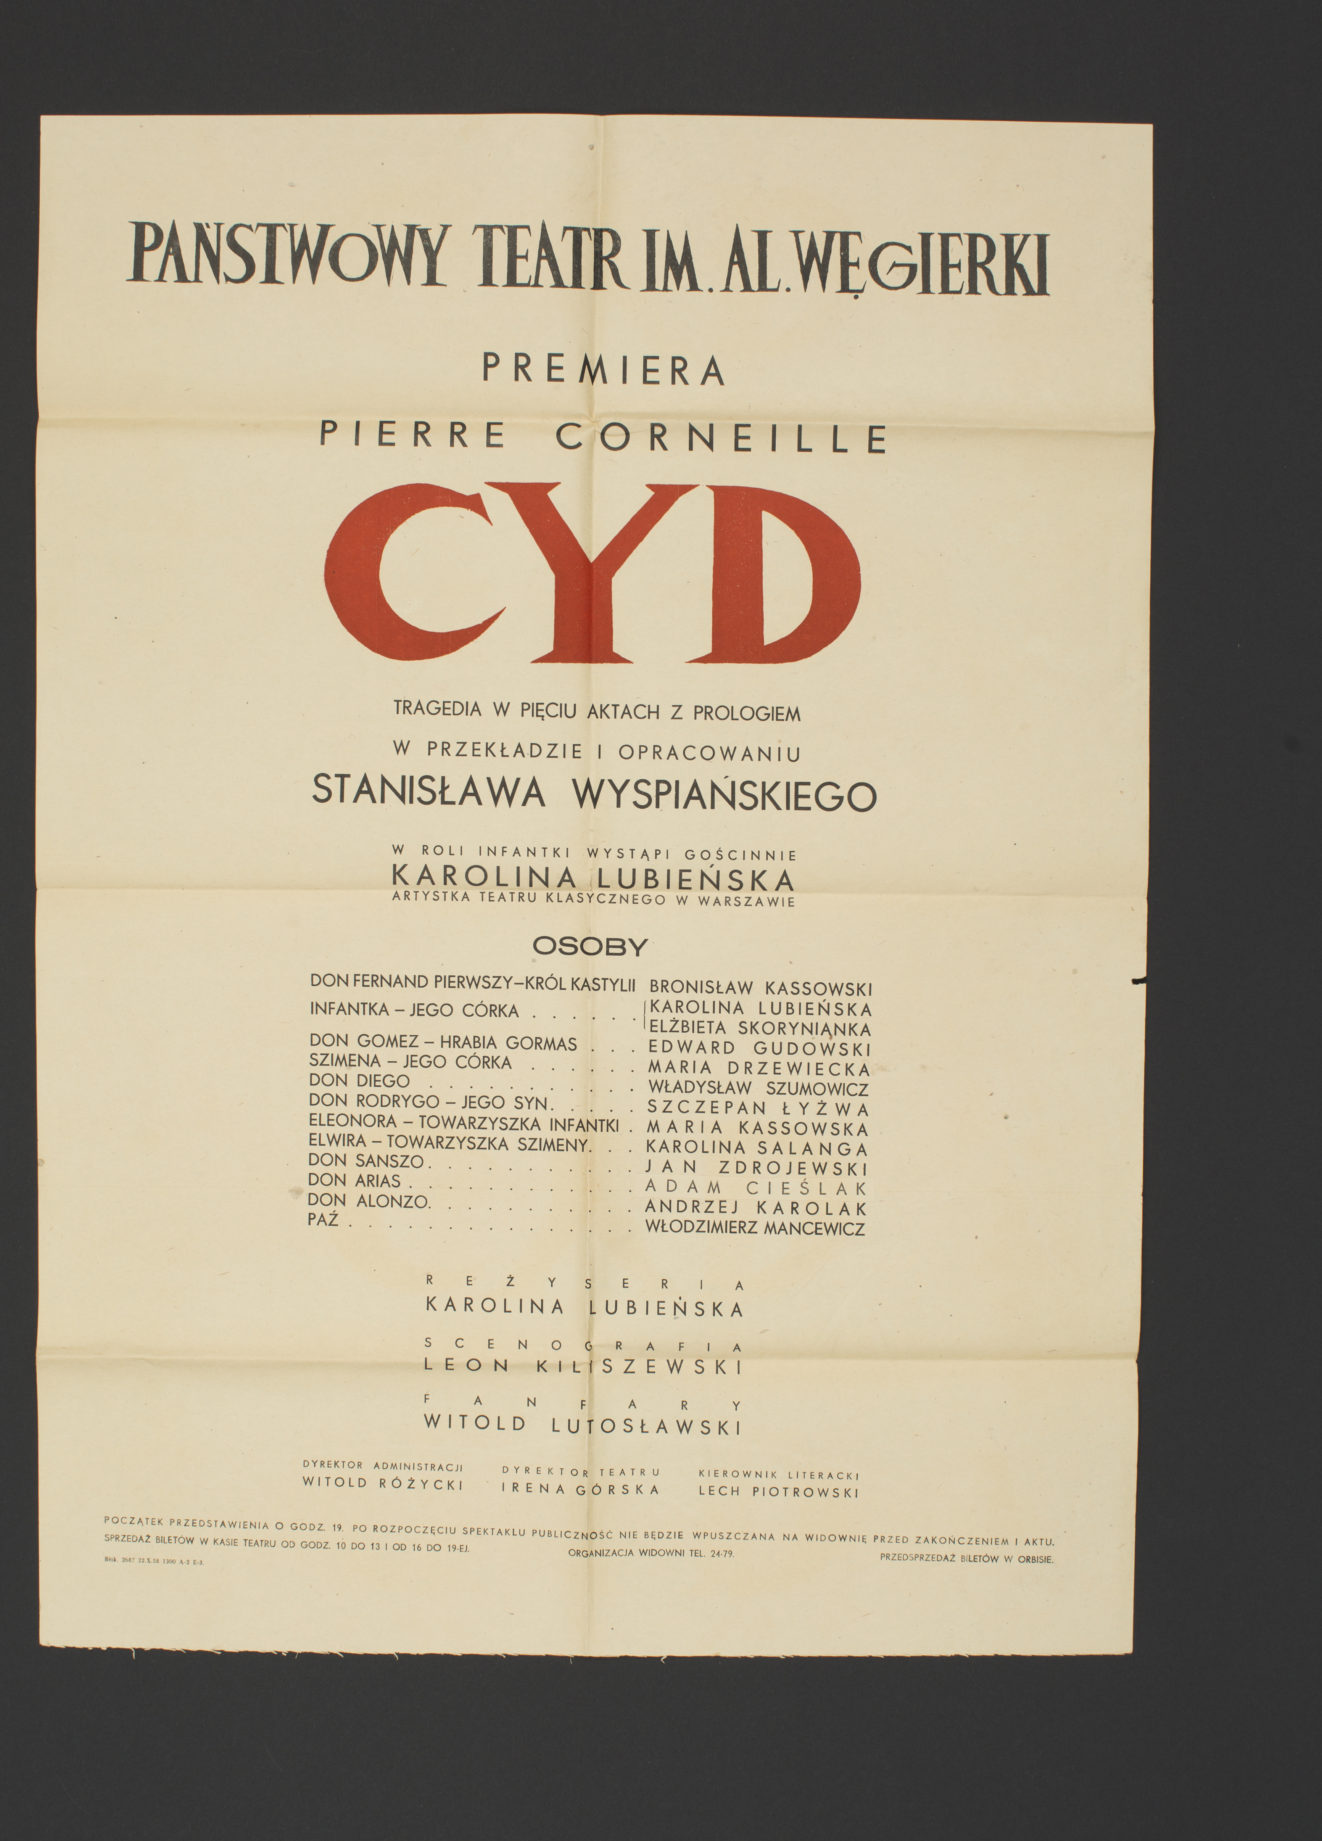 PAŃSTWOWY TEATR IM. AL. WĘGIERKI
PREMIERA
PIERRE CORNEILLE
CYD
TRAGEDIA W PIĘCIU AKTACH Z PROLOGIEM
W PRZEKŁADZIE I OPRACOWANIU
STANISŁAWA WYSPIAŃSKIEGO
W ROLI INFANTKI WYSTĄPI GOŚCINNIE
KAROLINA LUBIEŃSKA
ARTYSTKA TEATRU KLASYCZNEGO W WARSZAWIE
OSOBY
DON FERNAND PIERWSZY–KRÓL KASTYLII BRONISŁAW KASSOWSKI
INFANTKA – JEGO CÓRKA . . . . . . KAROLINA LUBIEŃSKA
ELŻBIETA SKORYNIANKA
DON GOMEZ – HRABIA GORMAS . . . EDWARD GUDOWSKI
SZIMENA – JEGO CÓRKA . . . . . . MARIA DRZEWIECKA
DON DIEGO . . . . . . . . . . . WŁADYSŁAW SZUMOWICZ
DON RODRYGO – JEGO SYN. . . . . SZCZEPAN ŁYŻWA
ELEONORA – TOWARZYSZKA INFANTKI . MARIA KASSOWSKA
ELWIRA – TOWARZYSZKA SZIMENY. . . KAROLINA SALANGA
DON SANSZO. . . . . . . . . . . JAN ZDROJEWSKI
DON ARIAS . . . . . . . . . . . . ADAM CIEŚLAK
DON ALONZO. . . . . . . . . . . ANDRZEJ KAROLAK
PAŹ . . . . . . . . . . . . . . . WŁODZIMIERZ MANCEWICZ
REŻYSERIA
KAROLINA LUBIEŃSKA
SCENOGRAFIA
LEON KILISZEWSKI
FANFARY
WITOLD LUTOSŁAWSKI
DYREKTOR ADMINISTRACJI DYREKTOR TEATRU KIEROWNIK LITERACKI
WITOLD RÓŻYCKI IRENA GÓRSKA LECH PIOTROWSKI
POCZĄTEK PRZEDSTAWIENIA O GODZ. 19. PO ROZPOCZĘCIU SPEKTAKLU PUBLICZNOŚĆ NIE BĘDZIE WPUSZCZANA NA WIDOWNIĘ PRZED ZAKOŃCZENIEM I AKTU.
SPRZEDAŻ BILETÓW W KASIE TEATRU OD GODZ. 10 DO 13 I OD 16 DO 19-EJ. ORGANIZACJA WIDOWNI TEL. 24-79. PRZEDSPRZEDAŻ BILETÓW W ORBISIE.